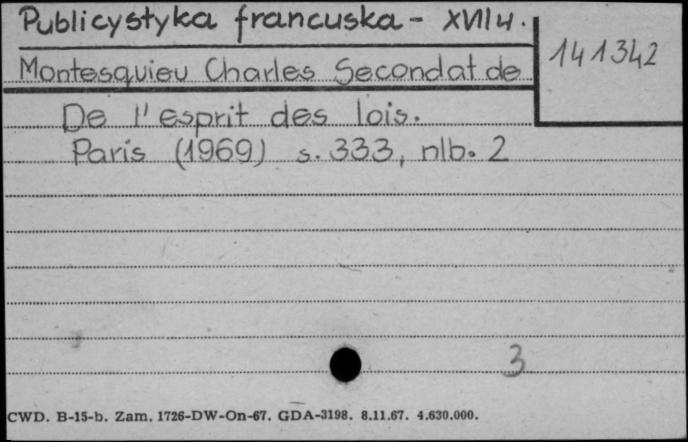 Publicystyka francuska - XVIII w.
141342
Montesquieu Charles Secondat de
De l'esprit des lois.
Paris (1969) s. 333, nlb. 2
3
CWD. B-15-b. Zam. 1726-DW-On-67. GDA-3198. 8.11.67. 4.630.000.